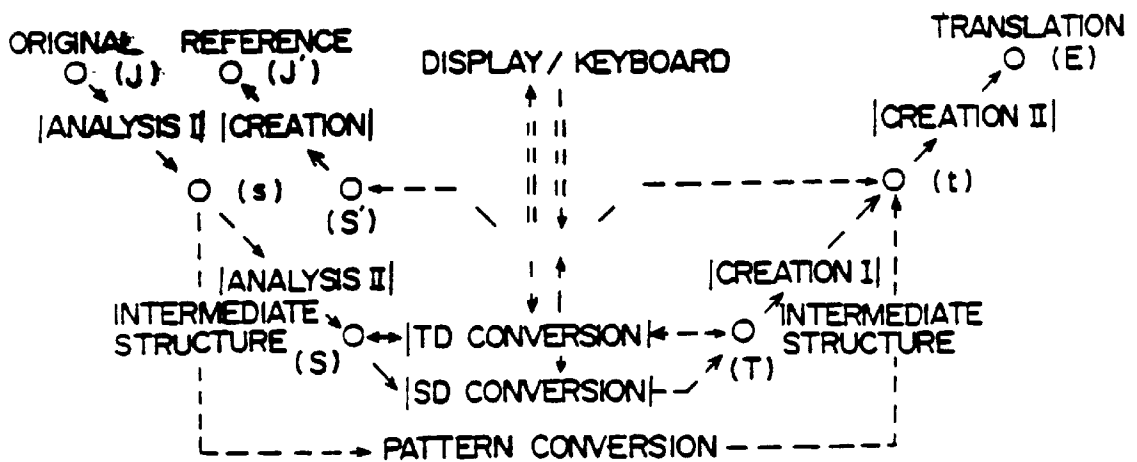 ORIGINAL REFERENCE
TRANSLATION
(J) (J') DISPLAY / KEYBOARD (E)
|ANALYSIS II |CREATION| |CREATION II|
(s) (S') (t)
|ANALYSIS II| |CREATION I|
INTERMEDIATE
STRUCTURE (S) |TD CONVERSION| (T) INTERMEDIATE
STRUCTURE
|SD CONVERSION|
PATTERN CONVERSION